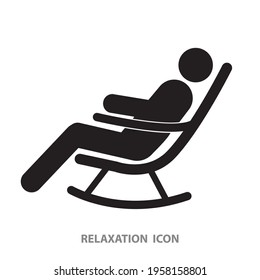 RELAXATION ICON
shutterstock.com · 1958158801